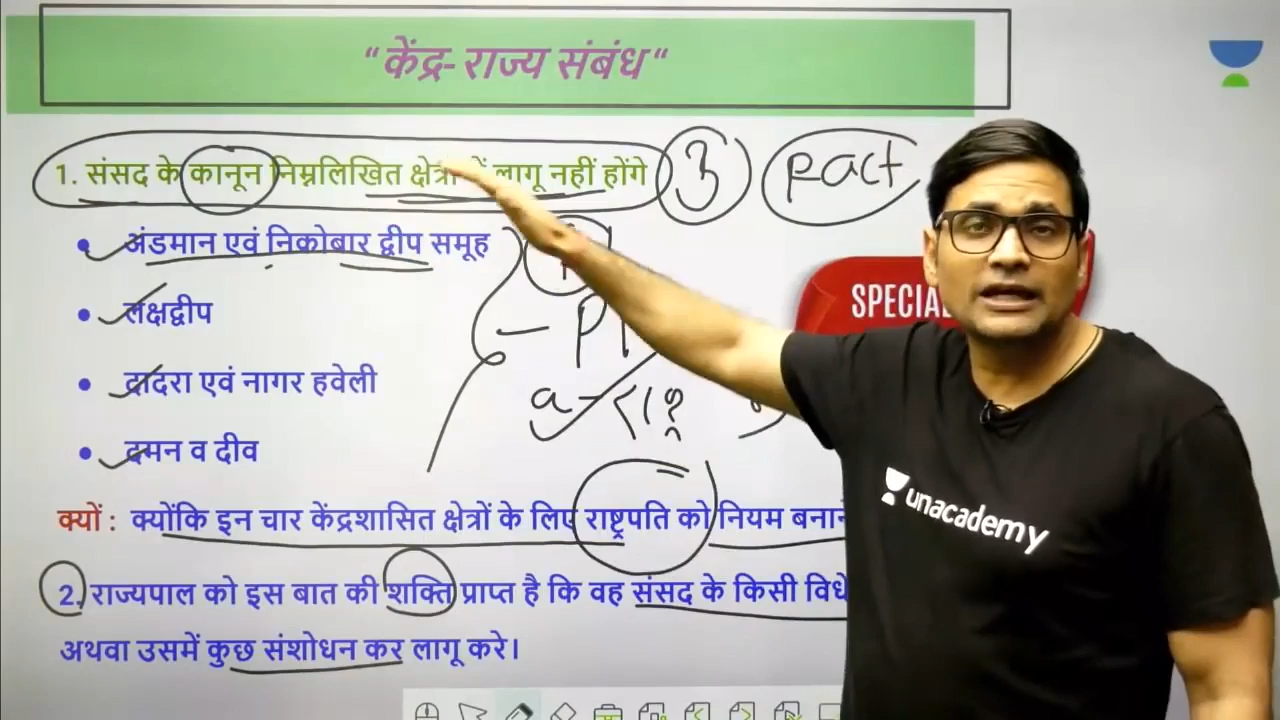 “ केंद्र- राज्य संबंध “
1. संसद के कानून निम्नलिखित क्षेत्रों में लागू नहीं होंगे 3 Pact
• अंडमान एवं निकोबार द्वीप समूह
• लक्षद्वीप
• दादरा एवं नागर हवेली
• दमन व दीव
क्यों : क्योंकि इन चार केंद्रशासित क्षेत्रों के लिए राष्ट्रपति को नियम बनाने
2. राज्यपाल को इस बात की शक्ति प्राप्त है कि वह संसद के किसी
अथवा उसमें कुछ संशोधन कर लागू करे।
SPECIAL
unacademy